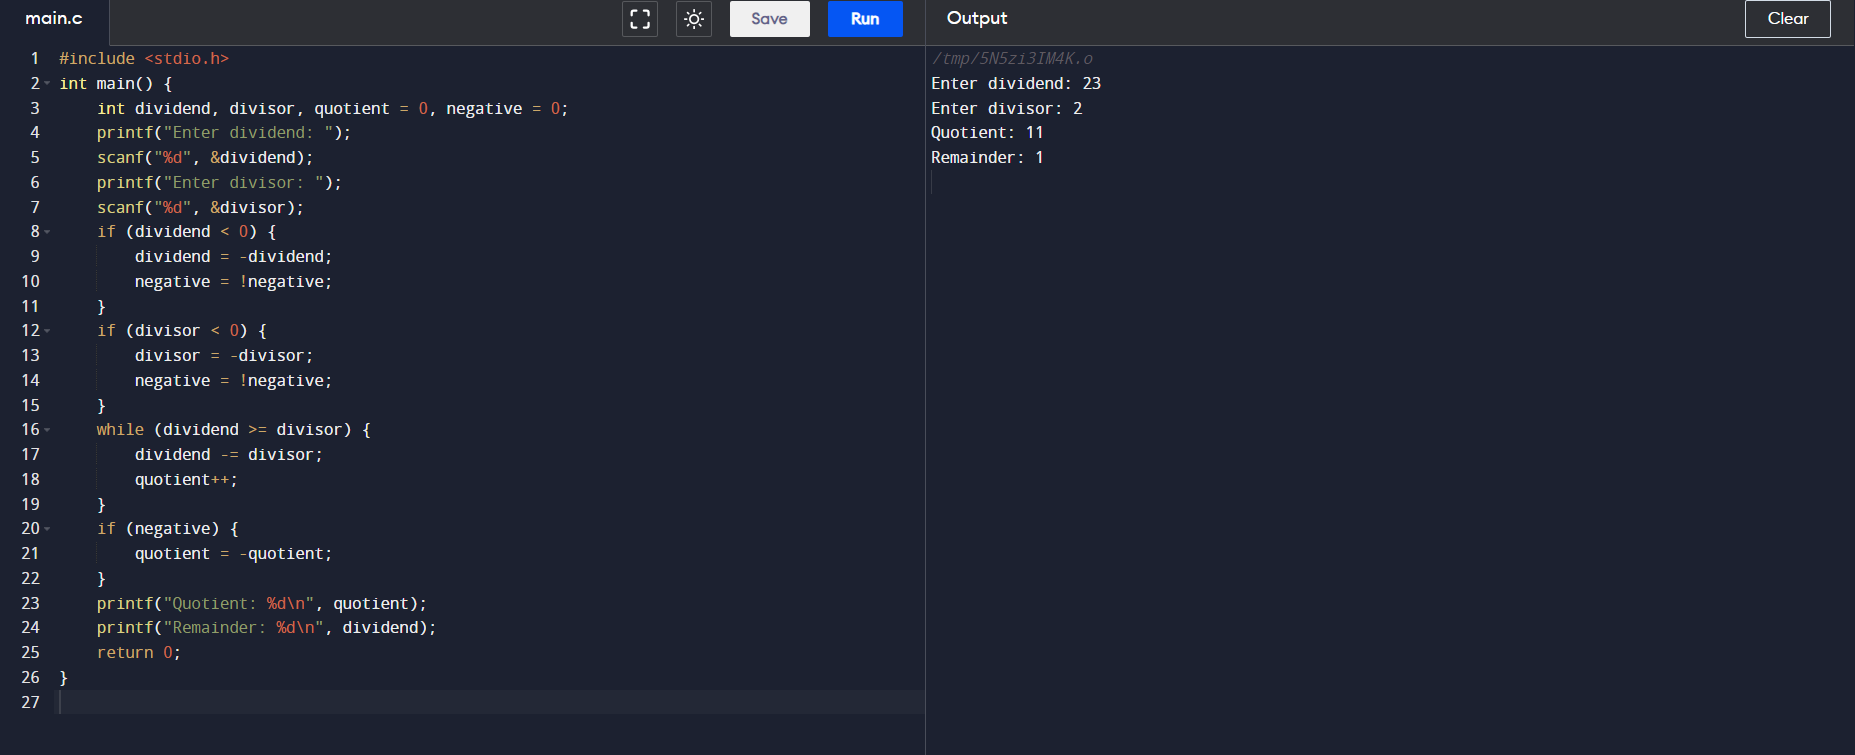 main.c
Save
Run
Output
Clear
1 #include <stdio.h>
2 int main() {
3     int dividend, divisor, quotient = 0, negative = 0;
4     printf("Enter dividend: ");
5     scanf("%d", &dividend);
6     printf("Enter divisor: ");
7     scanf("%d", &divisor);
8     if (dividend < 0) {
9         dividend = -dividend;
10         negative = !negative;
11     }
12     if (divisor < 0) {
13         divisor = -divisor;
14         negative = !negative;
15     }
16     while (dividend >= divisor) {
17         dividend -= divisor;
18         quotient++;
19     }
20     if (negative) {
21         quotient = -quotient;
22     }
23     printf("Quotient: %d\n", quotient);
24     printf("Remainder: %d\n", dividend);
25     return 0;
26 }
27
/tmp/5N5zi3IM4K.o
Enter dividend: 23
Enter divisor: 2
Quotient: 11
Remainder: 1